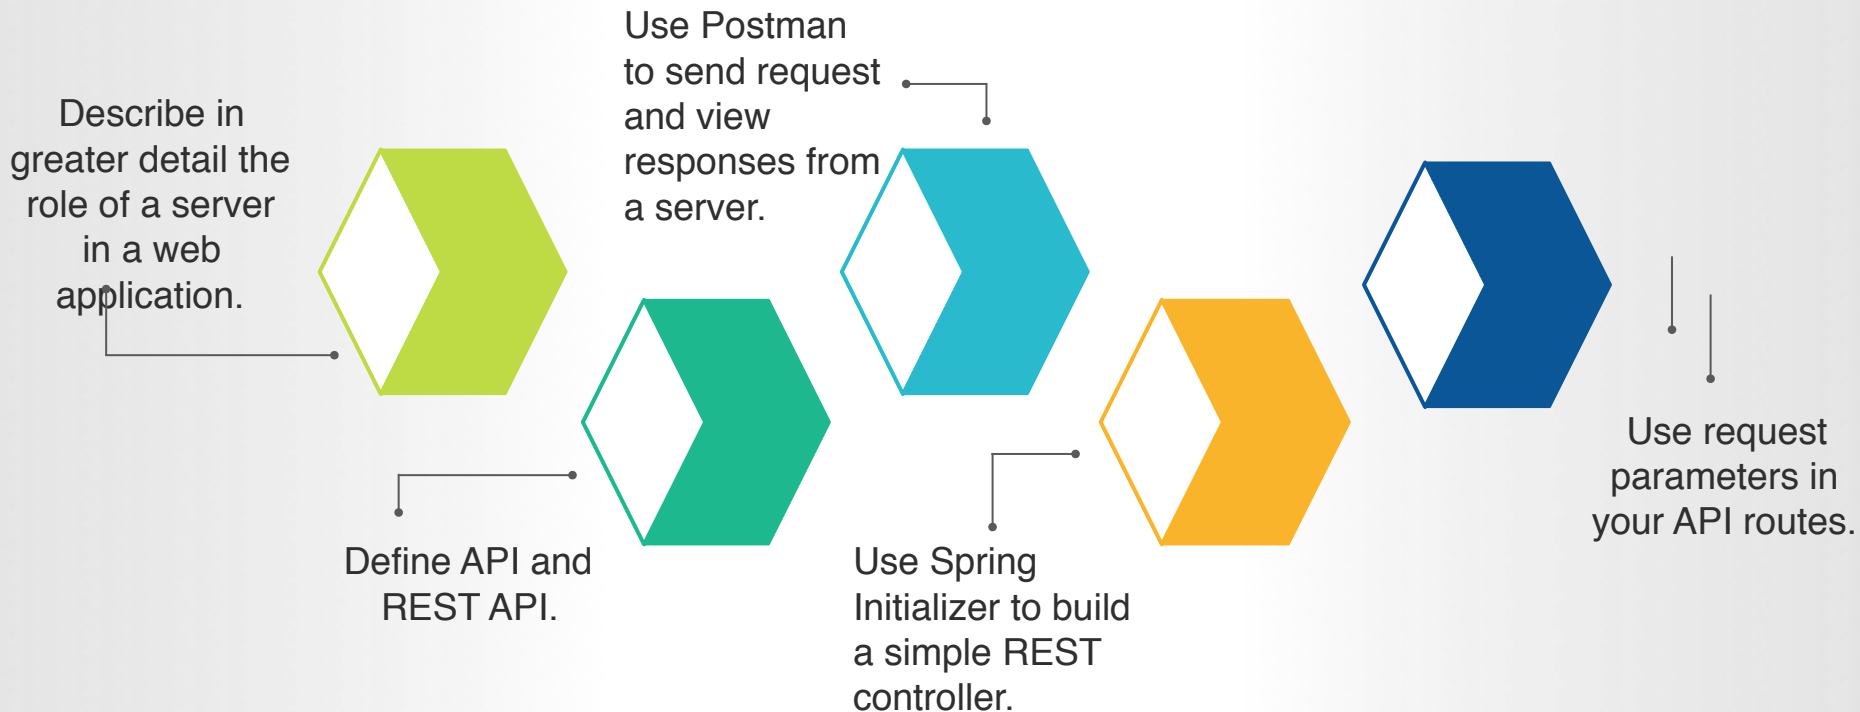 Describe in
greater detail the
role of a server
in a web
application.
Define API and
REST API.
Use Postman
to send request
and view
responses from
a server.
Use Spring
Initializer to build
a simple REST
controller.
Use request
parameters in
your API routes.